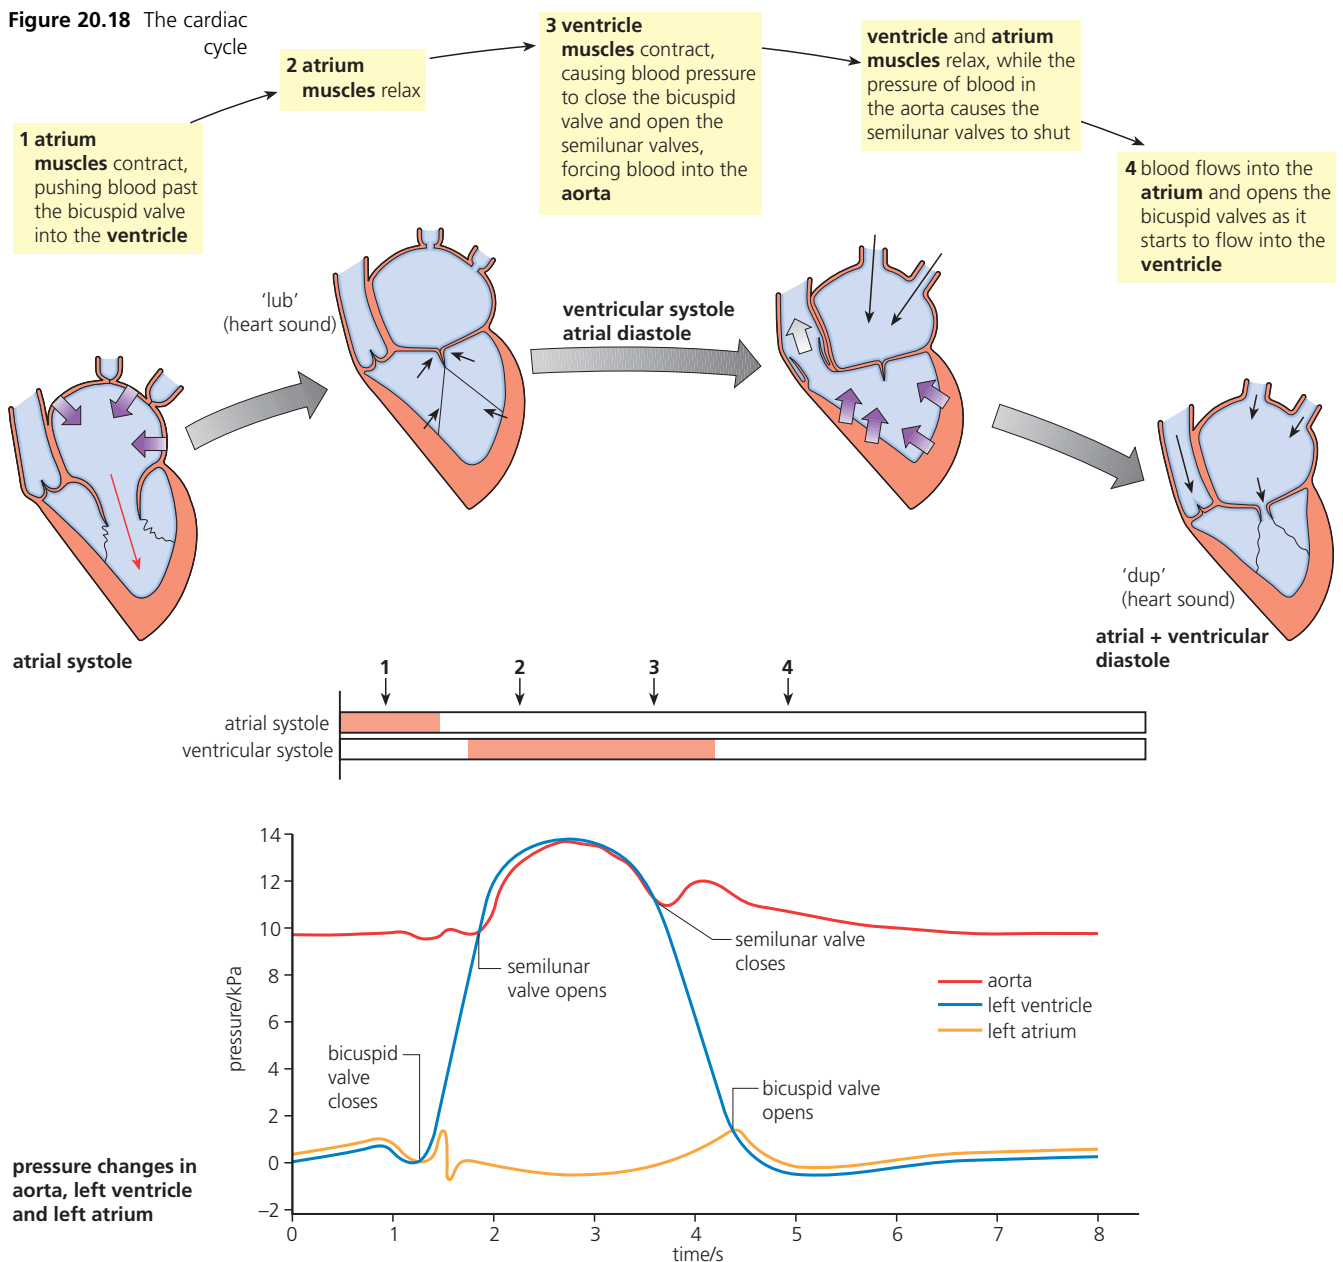 Figure 20.18 The cardiac
cycle
1 atrium
muscles contract,
pushing blood past
the bicuspid valve
into the ventricle
2 atrium
muscles relax
3 ventricle
muscles contract,
causing blood pressure
to close the bicuspid
valve and open the
semilunar valves,
forcing blood into the
aorta
ventricle and atrium
muscles relax, while the
pressure of blood in
the aorta causes the
semilunar valves to shut
4 blood flows into the
atrium and opens the
bicuspid valves as it
starts to flow into the
ventricle
'lub'
(heart sound)
ventricular systole
atrial diastole
'dup'
(heart sound)
atrial systole
atrial + ventricular
diastole
1 2 3 4
atrial systole
ventricular systole
14
12
10
8
6
4
2
0
–2
pressure/kPa
semilunar valve
closes
semilunar
valve opens
aorta
left ventricle
left atrium
bicuspid
valve
closes
bicuspid valve
opens
pressure changes in
aorta, left ventricle
and left atrium
0 1 2 3 4 5 6 7 8
time/s